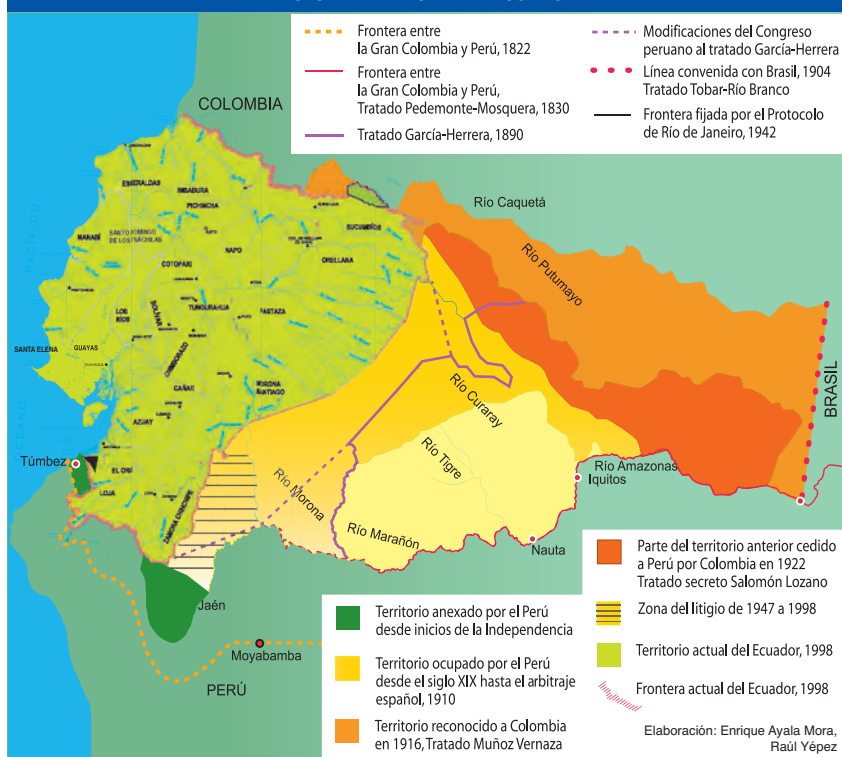 Frontera entre
la Gran Colombia y Perú, 1822
Frontera entre
la Gran Colombia y Perú,
Tratado Pedemonte-Mosquera, 1830
Tratado García-Herrera, 1890
Modificaciones del Congreso
peruano al tratado García-Herrera
Línea convenida con Brasil, 1904
Tratado Tobar-Río Branco
Frontera fijada por el Protocolo
de Río de Janeiro, 1942
COLOMBIA
ESMERALDAS
IMBABURA
PICHINCHA
SUCUMBÍOS
MANABÍ
SANTO DOMINGO
DE LOS TSÁCHILAS
NAPO
ORELLANA
COTOPAXI
LOS
RÍOS
BOLÍVAR
TUNGURAHUA
PASTAZA
SANTA ELENA
GUAYAS
CHIMBORAZO
CAÑAR
MORONA
SANTIAGO
AZUAY
EL ORO
LOJA
ZAMORA CHINCHIPE
OCÉANO
PACÍFICO
Túmbez
Río Caquetá
Río Putumayo
Río Curaray
Río Tigre
Río Morona
Río Marañón
Río Amazonas
Iquitos
Nauta
BRASIL
Jaén
Moyabamba
PERÚ
Territorio anexado por el Perú
desde inicios de la Independencia
Territorio ocupado por el Perú
desde el siglo XIX hasta el arbitraje
español, 1910
Territorio reconocido a Colombia
en 1916, Tratado Muñoz Vernaza
Parte del territorio anterior cedido
a Perú por Colombia en 1922
Tratado secreto Salomón Lozano
Zona del litigio de 1947 a 1998
Territorio actual del Ecuador, 1998
Frontera actual del Ecuador, 1998
Elaboración: Enrique Ayala Mora,
Raúl Yépez